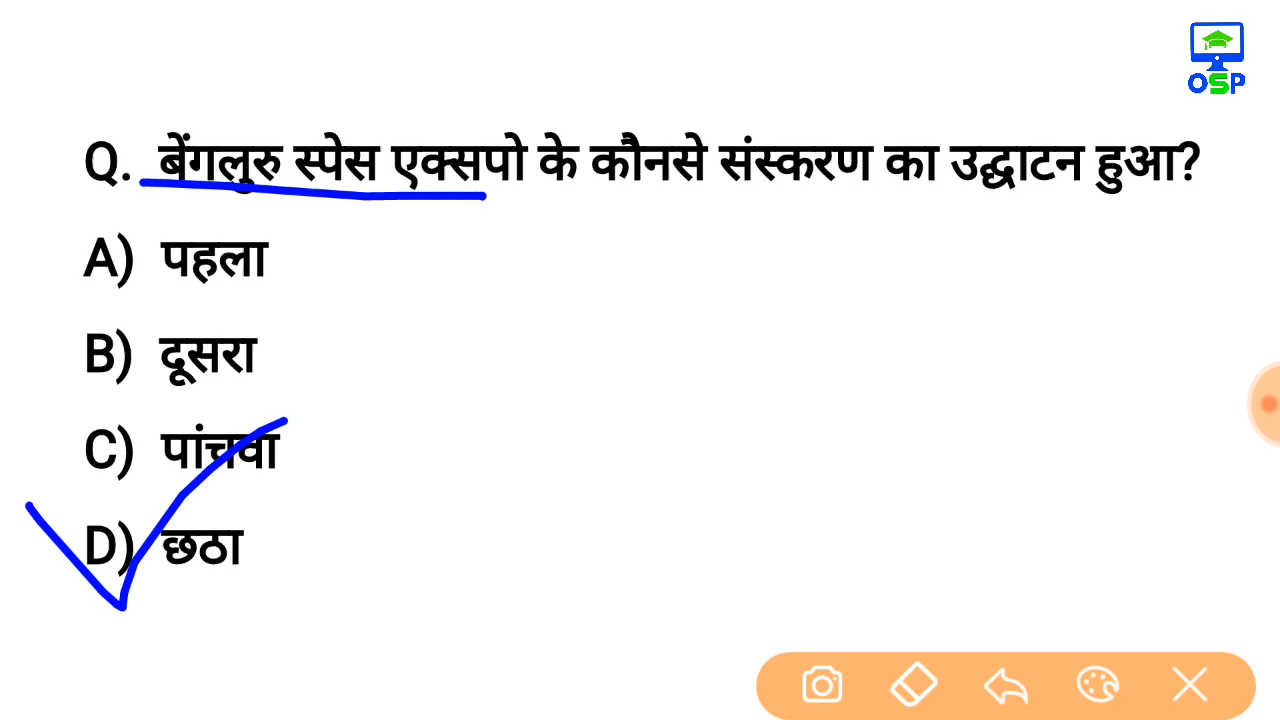 OSP
Q. बेंगलुरु स्पेस एक्सपो के कौनसे संस्करण का उद्घाटन हुआ?
A) पहला
B) दूसरा
C) पांचवा
D) छठा